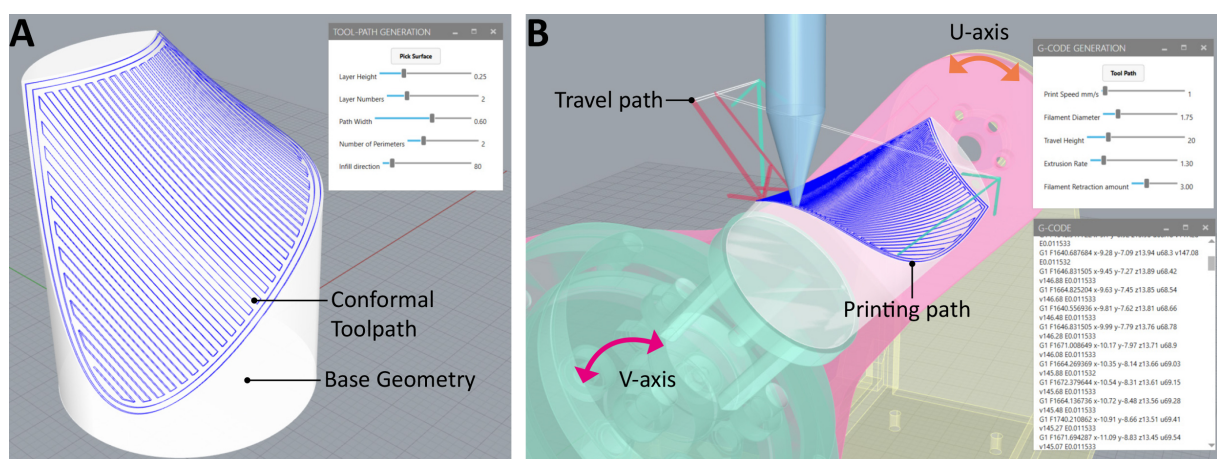 A
TOOL-PATH GENERATION
Pick Surface
Layer Height 0.25
Layer Numbers 2
Path Width 0.60
Number of Perimeters 2
Infill direction 80
Conformal
Toolpath
Base Geometry
B
U-axis
Travel path
Printing path
V-axis
G-CODE GENERATION
Tool Path
Print Speed mm/s 1
Filament Diameter 1.75
Travel Height 20
Extrusion Rate 1.30
Filament Retraction amount 3.00
G-CODE
E0.011533
G1 F1640.687684 x-9.28 y-7.09 z13.94 u68.3 v147.08
E0.011532
G1 F1646.831505 x-9.45 y-7.27 z13.89 u68.42
v146.88 E0.011533
G1 F1664.825204 x-9.63 y-7.45 z13.85 u68.54
v146.68 E0.011533
G1 F1640.556936 x-9.81 y-7.62 z13.81 u68.66
v146.48 E0.011533
G1 F1646.831505 x-9.99 y-7.79 z13.76 u68.78
v146.28 E0.011533
G1 F1671.008649 x-10.17 y-7.97 z13.71 u68.9
v146.08 E0.011533
G1 F1664.269369 x-10.35 y-8.14 z13.66 u69.03
v145.88 E0.011532
G1 F1672.379644 x-10.54 y-8.31 z13.61 u69.15
v145.68 E0.011533
G1 F1664.136736 x-10.72 y-8.48 z13.56 u69.28
v145.48 E0.011533
G1 F1740.210862 x-10.91 y-8.66 z13.51 u69.41
v145.27 E0.011533
G1 F1671.694287 x-11.09 y-8.83 z13.45 u69.54
v145.07 E0.011533